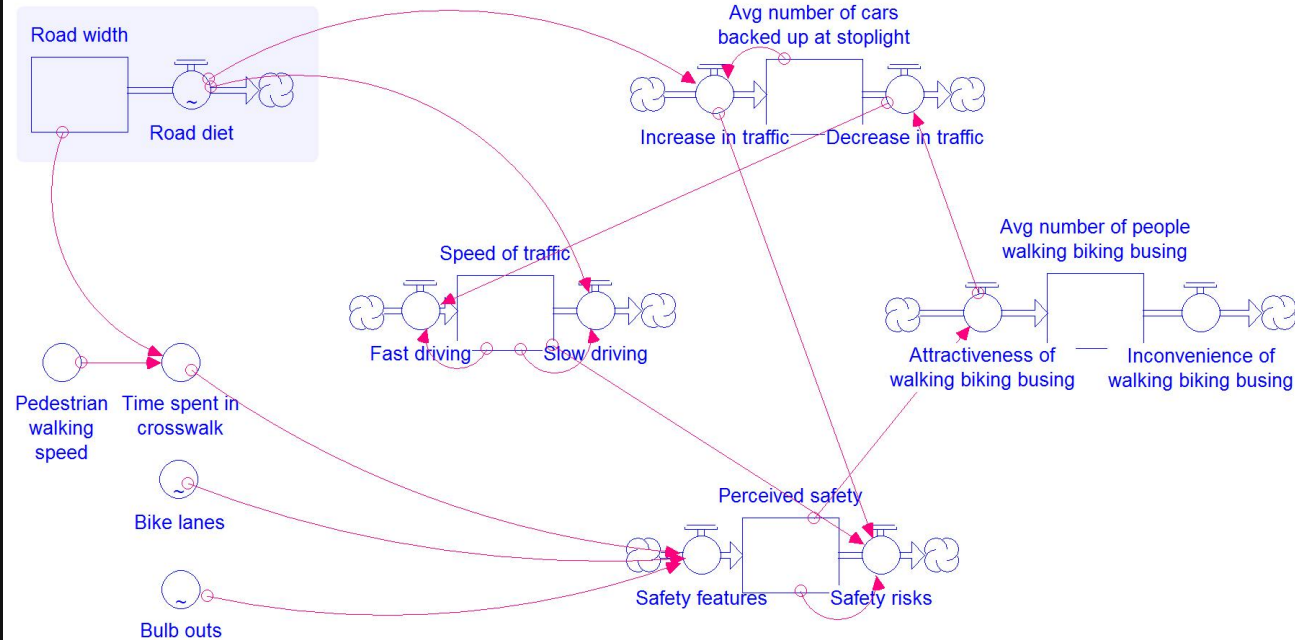 Avg number of cars
backed up at stoplight
Road width
Road diet
Increase in traffic
Decrease in traffic
Avg number of people
walking biking busing
Speed of traffic
Fast driving
Slow driving
Attractiveness of
walking biking busing
Inconvenience of
walking biking busing
Pedestrian
walking
speed
Time spent in
crosswalk
Bike lanes
Perceived safety
Safety features
Safety risks
Bulb outs